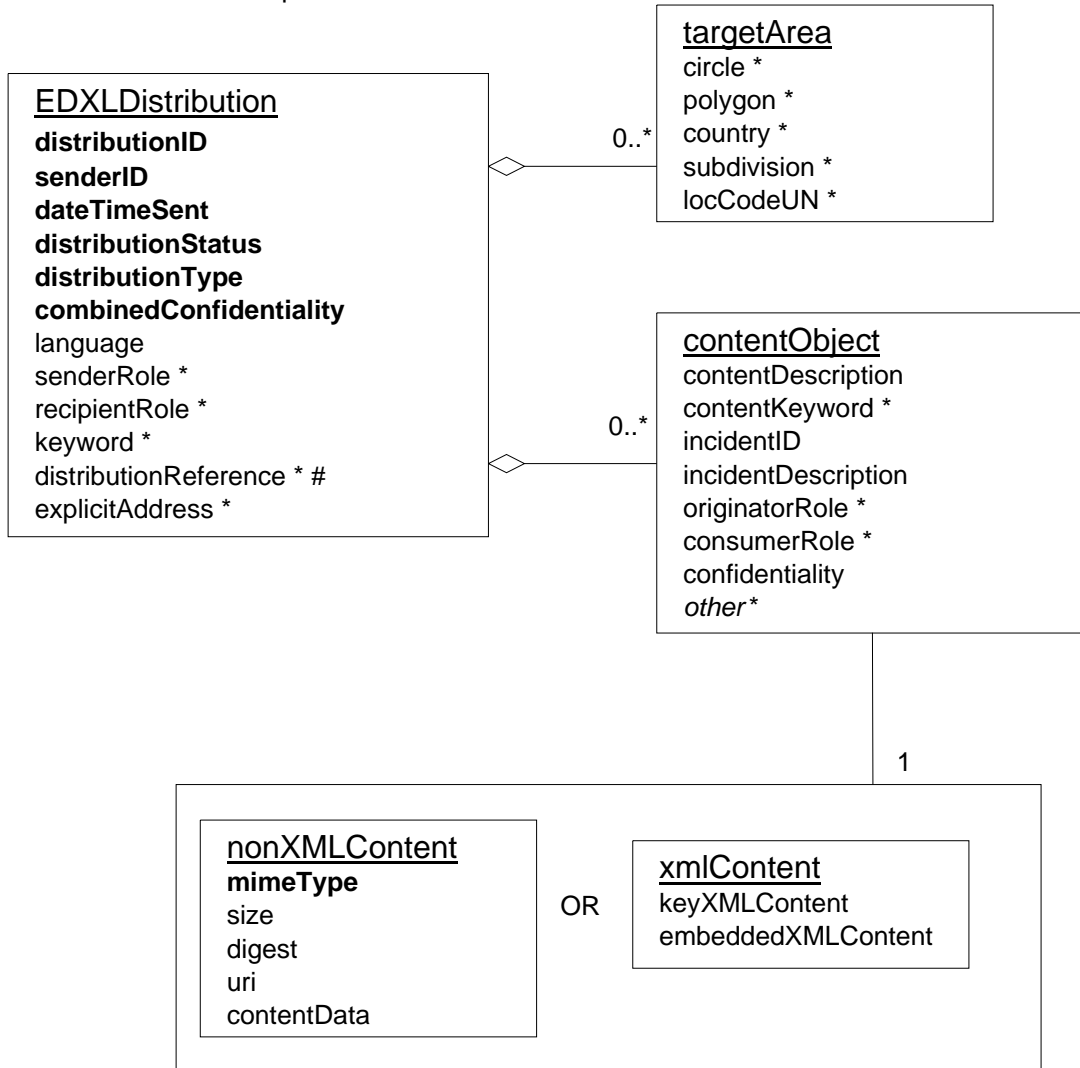 EDXLDistribution
distributionID
senderID
dateTimeSent
distributionStatus
distributionType
combinedConfidentiality
language
senderRole *
recipientRole *
keyword *
distributionReference * #
explicitAddress *
0..*
targetArea
circle *
polygon *
country *
subdivision *
locCodeUN *
0..*
contentObject
contentDescription
contentKeyword *
incidentID
incidentDescription
originatorRole *
consumerRole *
confidentiality
other*
1
nonXMLContent
mimeType
size
digest
uri
contentData
OR
xmlContent
keyXMLContent
embeddedXMLContent